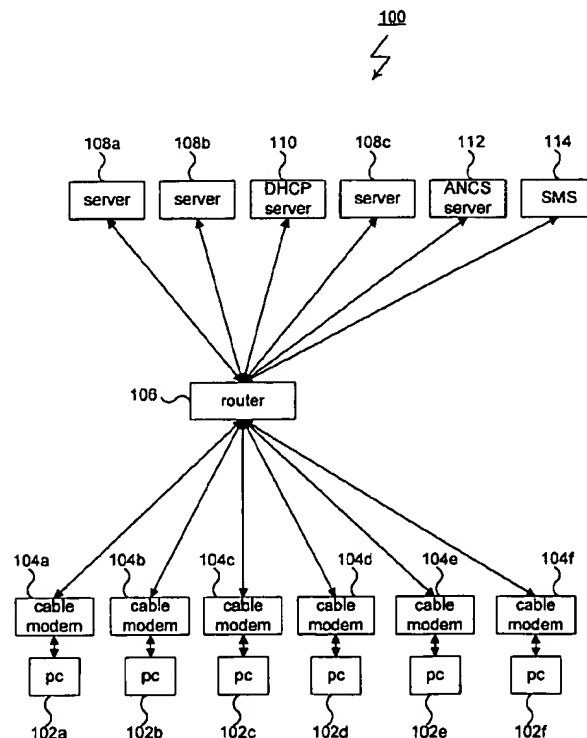 100
108a 108b 110 108c 112 114
server server DHCP server server ANCS server SMS
106
router
104a 104b 104c 104d 104e 104f
cable modem cable modem cable modem cable modem cable modem cable modem
pc pc pc pc pc pc
102a 102b 102c 102d 102e 102f